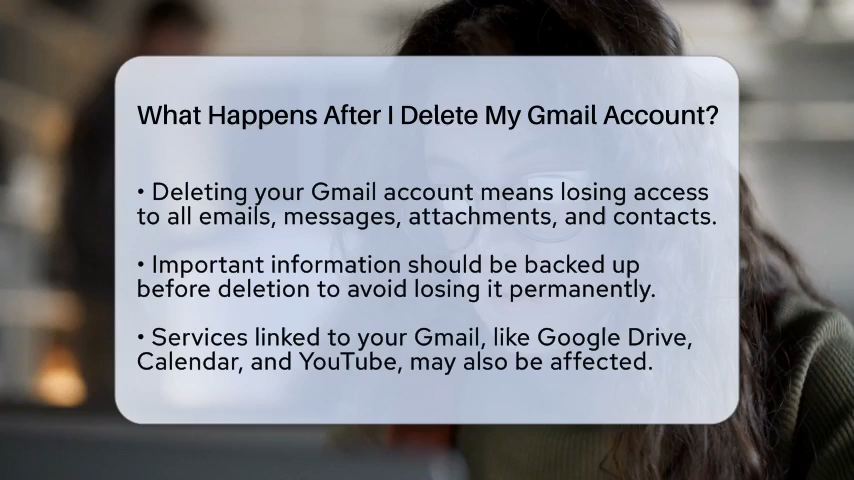 What Happens After I Delete My Gmail Account?
• Deleting your Gmail account means losing access
to all emails, messages, attachments, and contacts.
• Important information should be backed up
before deletion to avoid losing it permanently.
• Services linked to your Gmail, like Google Drive,
Calendar, and YouTube, may also be affected.